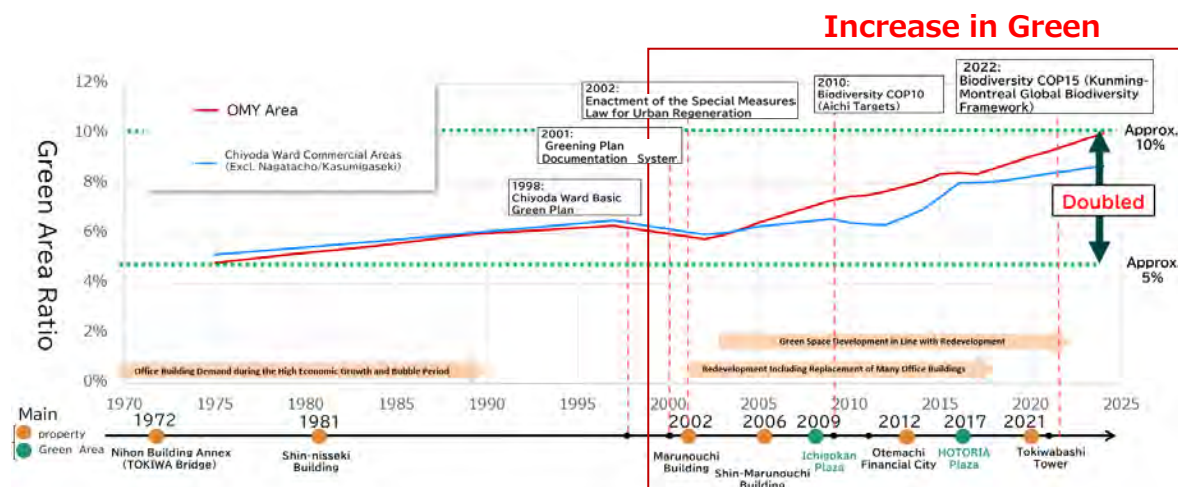 Increase in Green
12%
10%
8%
6%
4%
2%
0%
Green Area Ratio
OMY Area
Chiyoda Ward Commercial Areas
(Excl. Nagatacho/Kasumigaseki)
1998:
Chiyoda Ward Basic
Green Plan
2001:
Greening Plan
Documentation System
2002:
Enactment of the Special Measures
Law for Urban Regeneration
2010:
Biodiversity COP10
(Aichi Targets)
2022:
Biodiversity COP15 (Kunming-
Montreal Global Biodiversity
Framework)
Approx.
10%
Doubled
Approx.
5%
Green Space Development in Line with Redevelopment
Office Building Demand during the High Economic Growth and Bubble Period
Redevelopment Including Replacement of Many Office Buildings
1970
1975
1980
1985
1990
1995
2000
2005
2010
2015
2020
2025
Main
property
Green Area
1972
Nihon Building Annex
(TOKIWA Bridge)
1981
Shin-nisseki
Building
2002
Marunouchi
Building
2006
Shin-Marunouchi
Building
2009
Ichigokan
Plaza
2012
Otemachi
Financial City
2017
HOTORIA
Plaza
2021
Tokiwabashi
Tower